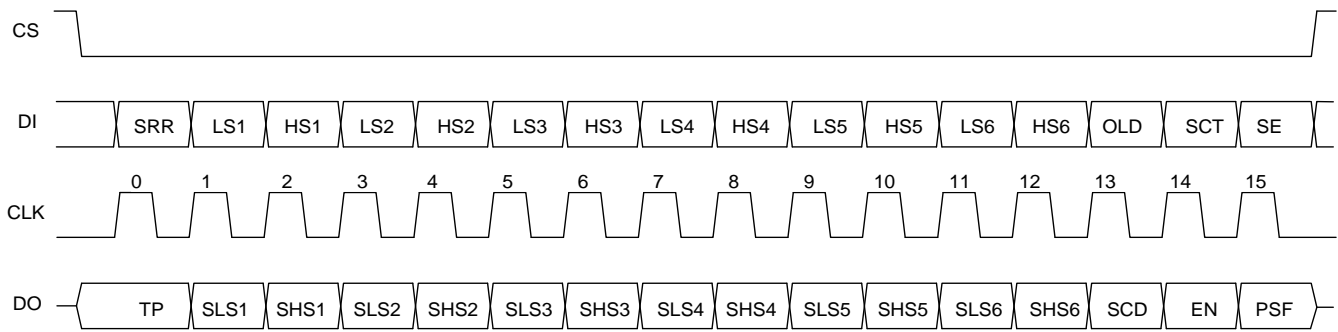 CS
DI SRR LS1 HS1 LS2 HS2 LS3 HS3 LS4 HS4 LS5 HS5 LS6 HS6 OLD SCT SE
0 1 2 3 4 5 6 7 8 9 10 11 12 13 14 15
CLK
DO TP SLS1 SHS1 SLS2 SHS2 SLS3 SHS3 SLS4 SHS4 SLS5 SHS5 SLS6 SHS6 SCD EN PSF